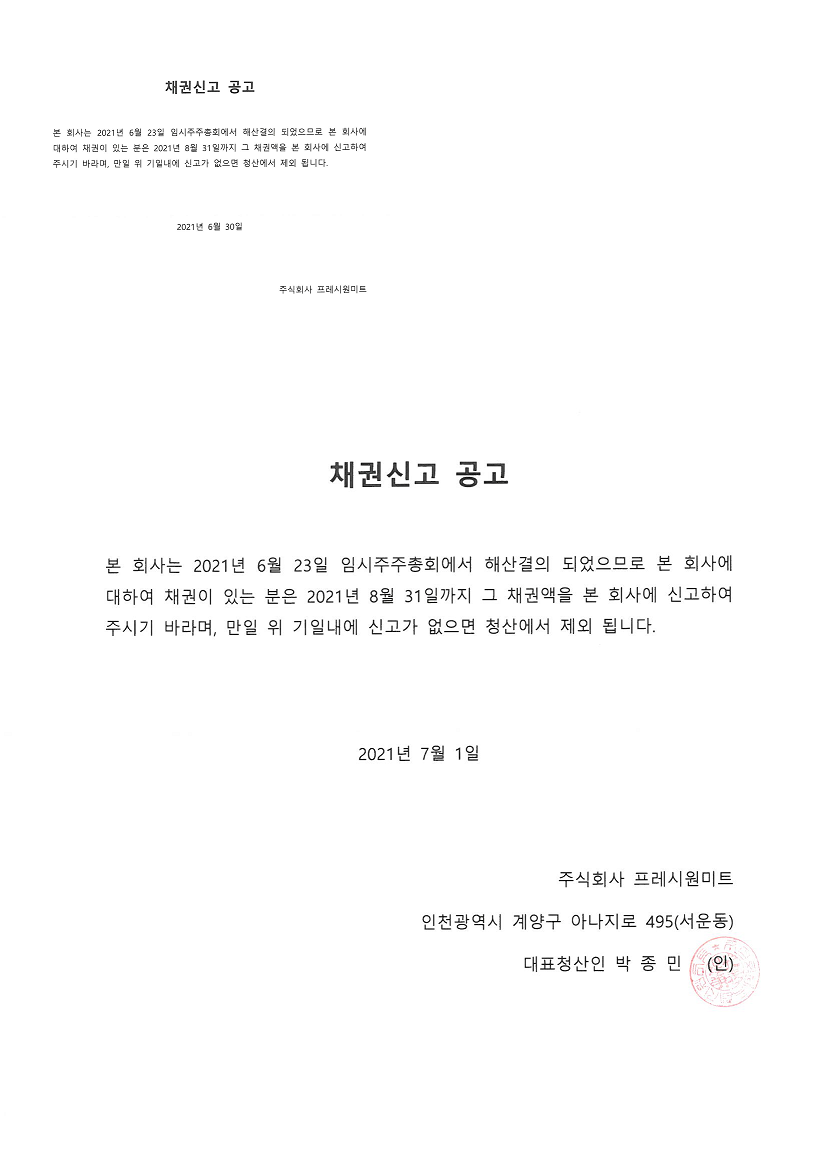 채권신고 공고
본 회사는 2021년 6월 23일 임시주주총회에서 해산결의 되었으므로 본 회사에
대하여 채권이 있는 분은 2021년 8월 31일까지 그 채권액을 본 회사에 신고하여
주시기 바라며, 만일 위 기일내에 신고가 없으면 청산에서 제외 됩니다.
2021년 6월 30일
주식회사 프레시원미트
채권신고 공고
본 회사는 2021년 6월 23일 임시주주총회에서 해산결의 되었으므로 본 회사에
대하여 채권이 있는 분은 2021년 8월 31일까지 그 채권액을 본 회사에 신고하여
주시기 바라며, 만일 위 기일내에 신고가 없으면 청산에서 제외 됩니다.
2021년 7월 1일
주식회사 프레시원미트
인천광역시 계양구 아나지로 495(서운동)
대표청산인 박 종 민 (인)